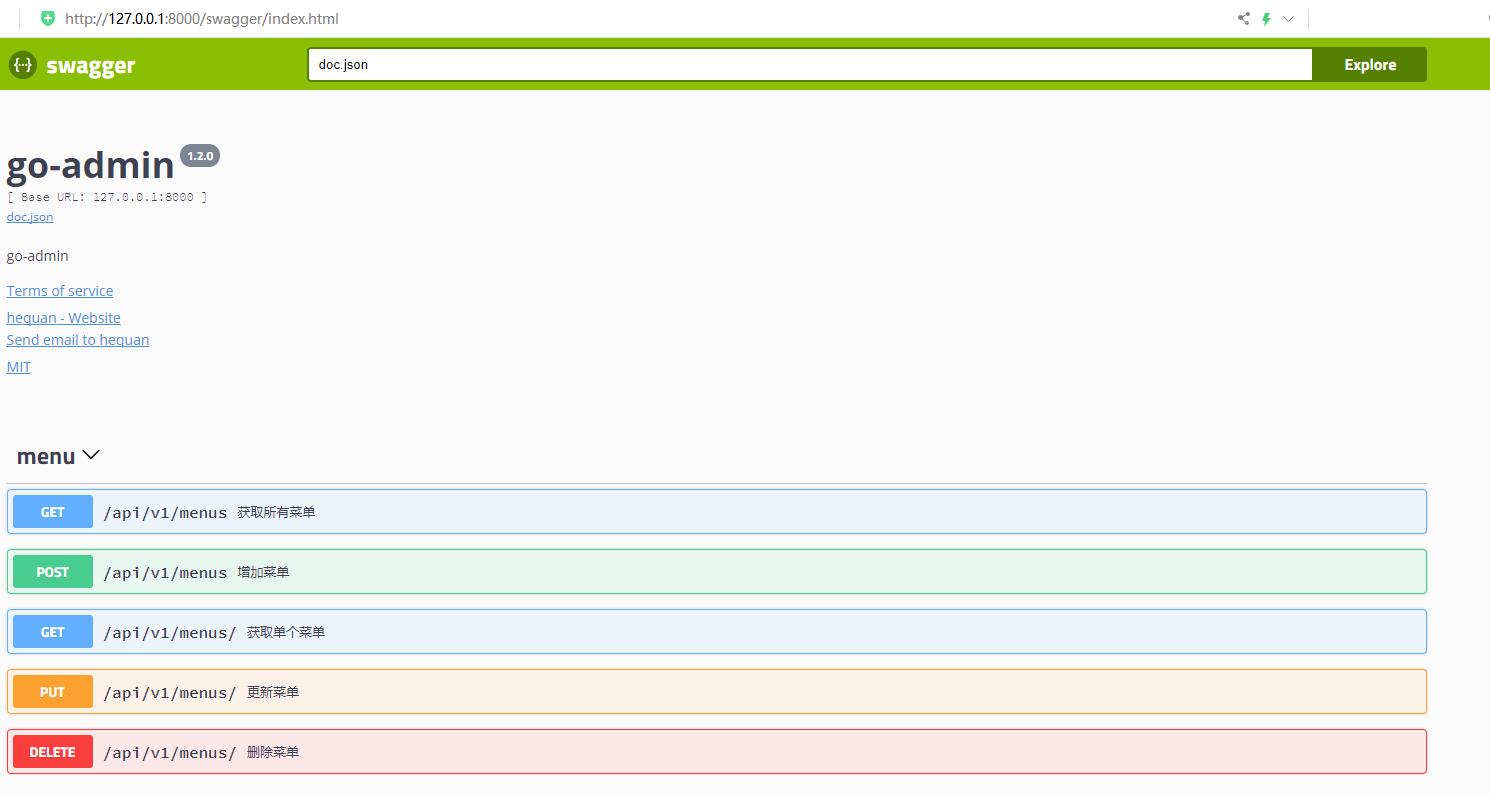 http://127.0.0.1:8000/swagger/index.html
{··} swagger
doc.json
Explore
go-admin 1.2.0
[ Base URL: 127.0.0.1:8000 ]
doc.json
go-admin
Terms of service
hequan - Website
Send email to hequan
MIT
menu
GET /api/v1/menus 获取所有菜单
POST /api/v1/menus 增加菜单
GET /api/v1/menus/ 获取单个菜单
PUT /api/v1/menus/ 更新菜单
DELETE /api/v1/menus/ 删除菜单